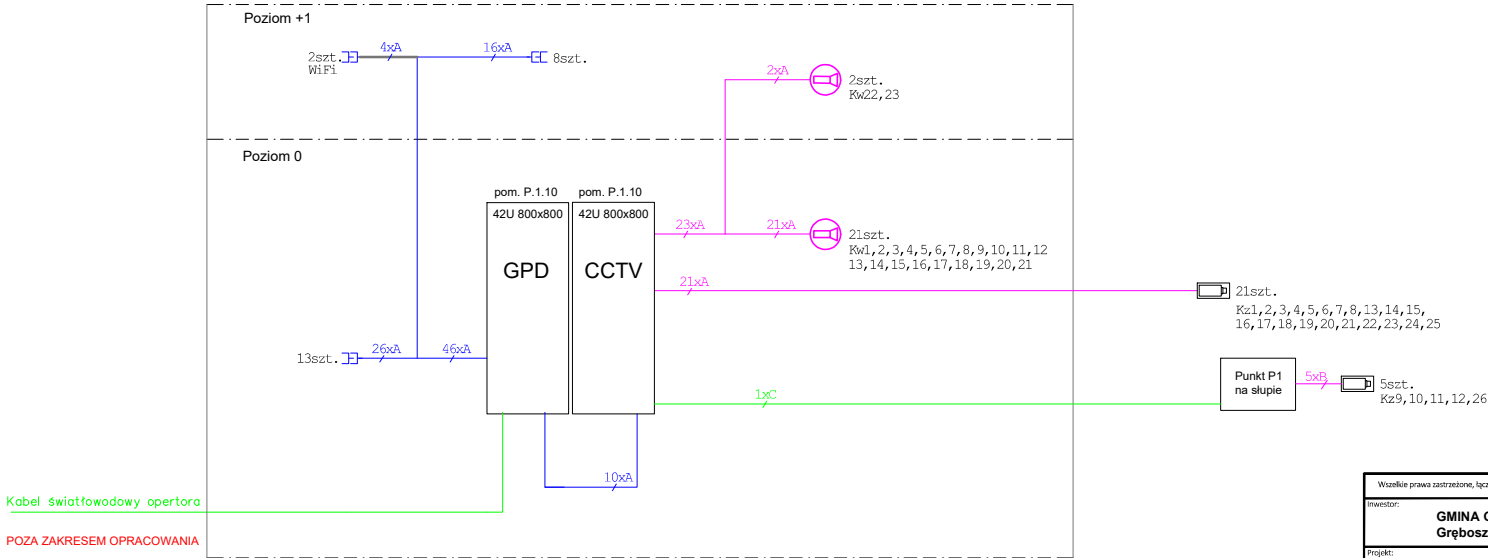 Poziom +1
2szt.
WiFi
4xA
16xA
8szt.
2xA
2szt.
Kw22,23
Poziom 0
pom. P.1.10
pom. P.1.10
42U 800x800
42U 800x800
GPD
CCTV
23xA
21xA
21szt.
Kw1,2,3,4,5,6,7,8,9,10,11,12
13,14,15,16,17,18,19,20,21
21xA
21szt.
Kz1,2,3,4,5,6,7,8,13,14,15,
16,17,18,19,20,21,22,23,24,25
13szt.
26xA
46xA
1xC
Punkt P1
na słupie
5xB
5szt.
Kz9,10,11,12,26
10xA
Kabel światłowodowy opertora
POZA ZAKRESEM OPRACOWANIA
Wszelkie prawa zastrzeżone, łącz
Inwestor:
GMINA G
Grębosz
Projekt: